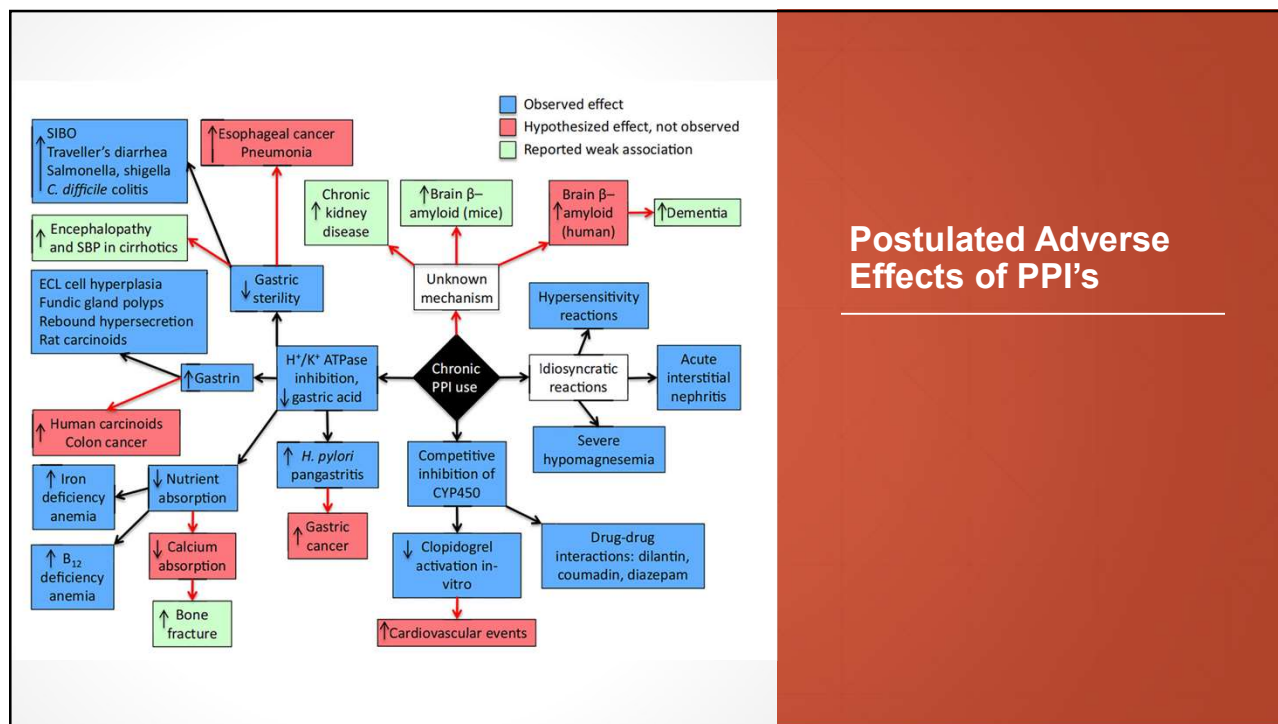 Observed effect
Hypothesized effect, not observed
Reported weak association
SIBO
Traveller's diarrhea
Salmonella, shigella
C. difficile colitis
↑Esophageal cancer
Pneumonia
Chronic
↑ kidney
disease
↑Brain β–
amyloid (mice)
Brain β–
↑ amyloid
(human)
↑Dementia
↑ Encephalopathy
and SBP in cirrhotics
↓ Gastric
sterility
Unknown
mechanism
ECL cell hyperplasia
Fundic gland polyps
Rebound hypersecretion
Rat carcinoids
Hypersensitivity
reactions
↑Gastrin
H⁺/K⁺ ATPase
inhibition,
↓ gastric acid
Chronic
PPI use
Idiosyncratic
reactions
Acute
interstitial
nephritis
↑ Human carcinoids
Colon cancer
↑ H. pylori
pangastritis
Competitive
inhibition of
CYP450
Severe
hypomagnesemia
↑ Iron
deficiency
anemia
↓ Nutrient
absorption
↑ Gastric
cancer
↓ Clopidogrel
activation in-
vitro
Drug-drug
interactions: dilantin,
coumadin, diazepam
↑ B₁₂
deficiency
anemia
↓ Calcium
absorption
↑ Bone
fracture
↑Cardiovascular events
Postulated Adverse
Effects of PPI's